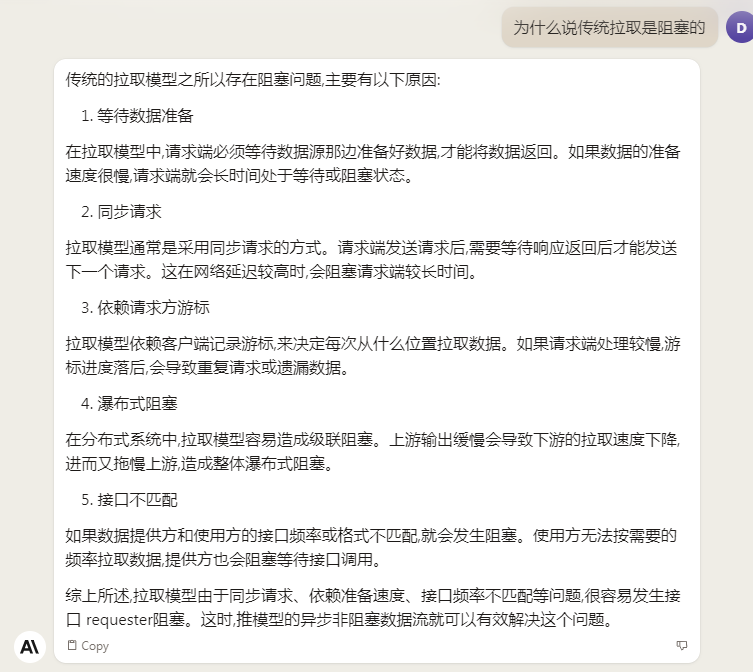 为什么说传统拉取是阻塞的
D
传统的拉取模型之所以存在阻塞问题,主要有以下原因:
1. 等待数据准备
在拉取模型中,请求端必须等待数据源那边准备好数据,才能将数据返回。如果数据的准备
速度很慢,请求端就会长时间处于等待或阻塞状态。
2. 同步请求
拉取模型通常是采用同步请求的方式。请求端发送请求后,需要等待响应返回后才能发送
下一个请求。这在网络延迟较高时,会阻塞请求端较长时间。
3. 依赖请求方游标
拉取模型依赖客户端记录游标,来决定每次从什么位置拉取数据。如果请求端处理较慢,游
标进度落后,会导致重复请求或遗漏数据。
4. 瀑布式阻塞
在分布式系统中,拉取模型容易造成级联阻塞。上游输出缓慢会导致下游的拉取速度下降,
进而又拖慢上游,造成整体瀑布式阻塞。
5. 接口不匹配
如果数据提供方和使用方的接口频率或格式不匹配,就会发生阻塞。使用方无法按需要的
频率拉取数据,提供方也会阻塞等待接口调用。
综上所述,拉取模型由于同步请求、依赖准备速度、接口频率不匹配等问题,很容易发生接
口 requester阻塞。这时,推模型的异步非阻塞数据流就可以有效解决这个问题。
A\
Copy